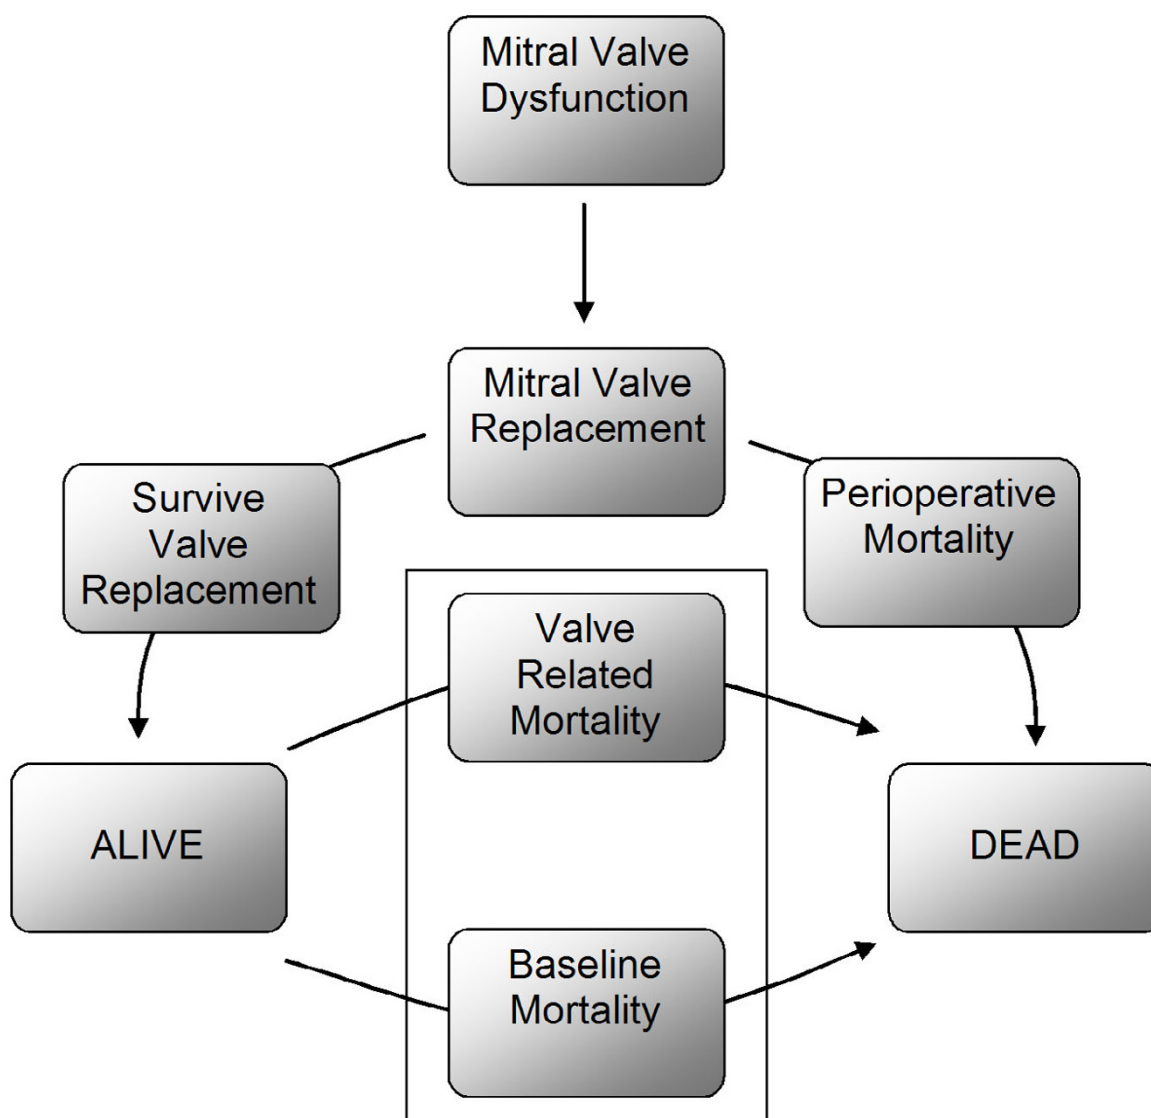 Mitral Valve
Dysfunction
Mitral Valve
Replacement
Survive
Valve
Replacement
Perioperative
Mortality
Valve
Related
Mortality
ALIVE
DEAD
Baseline
Mortality